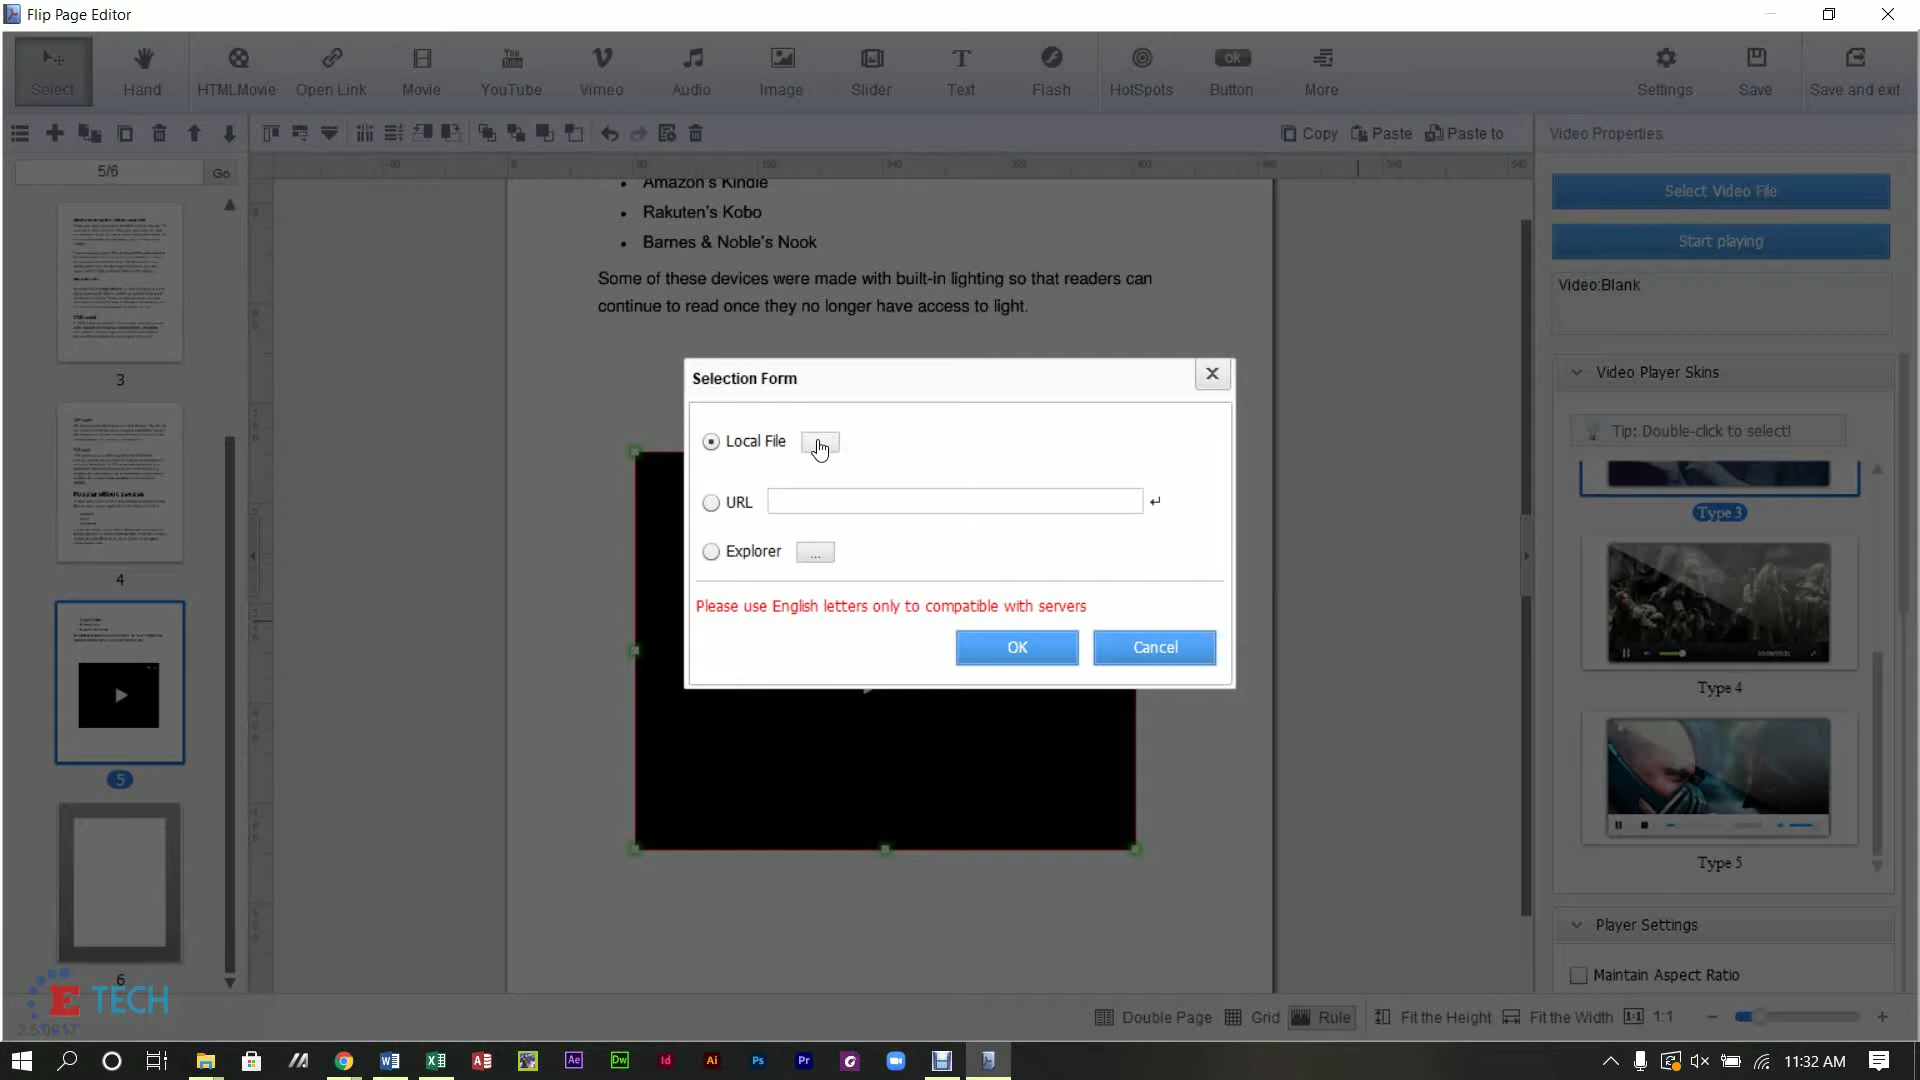 Flip Page Editor
Select
Hand
HTMLMovie
Open Link
Movie
YouTube
Vimeo
Audio
Image
Slider
Text
Flash
HotSpots
Button
More
Settings
Save
Save and exit
5/6
Go
Copy
Paste
Paste to
Video Properties
Amazon's Kindle
Rakuten's Kobo
Barnes & Noble's Nook
Some of these devices were made with built-in lighting so that readers can
continue to read once they no longer have access to light.
Select Video File
Start playing
Video:Blank
Video Player Skins
Tip: Double-click to select!
Type 3
Type 4
Type 5
Player Settings
Maintain Aspect Ratio
Selection Form
Local File
URL
Explorer
...
Please use English letters only to compatible with servers
OK
Cancel
3
4
5
6
E TECH
Double Page
Grid
Rule
Fit the Height
Fit the Width
1:1
11:32 AM